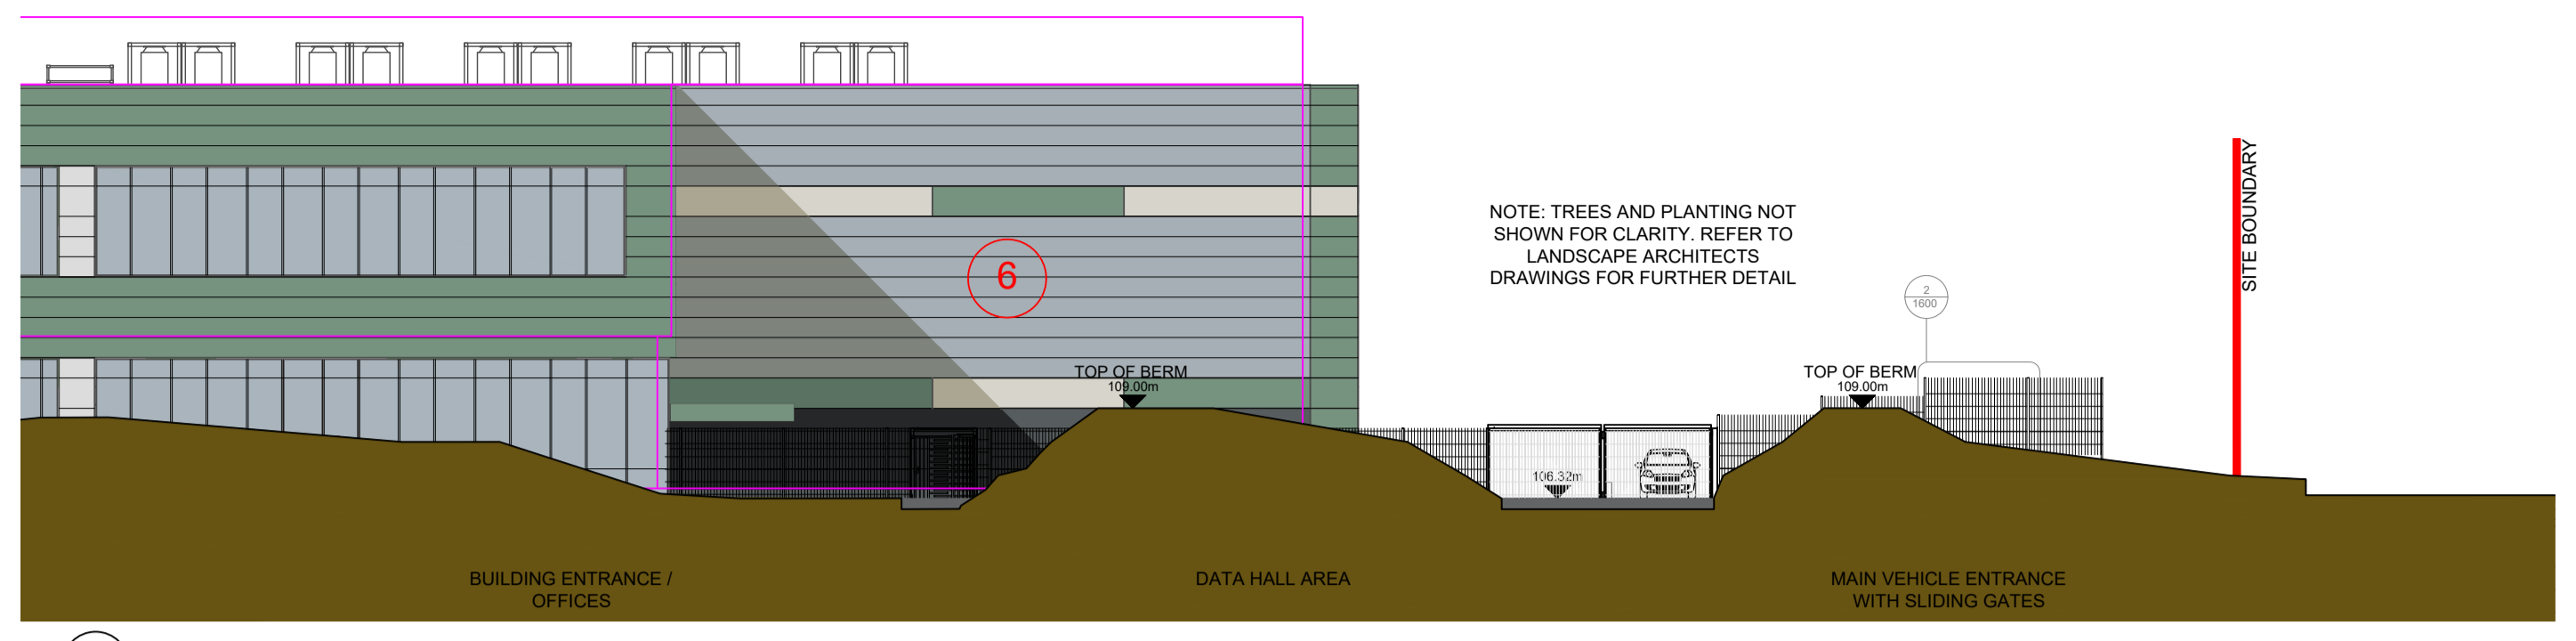 NOTE: TREES AND PLANTING NOT
SHOWN FOR CLARITY. REFER TO
LANDSCAPE ARCHITECTS
DRAWINGS FOR FURTHER DETAIL
SITE BOUNDARY
6
2
1600
TOP OF BERM
109.00m
TOP OF BERM
109.00m
106.32m
BUILDING ENTRANCE /
OFFICES
DATA HALL AREA
MAIN VEHICLE ENTRANCE
WITH SLIDING GATES